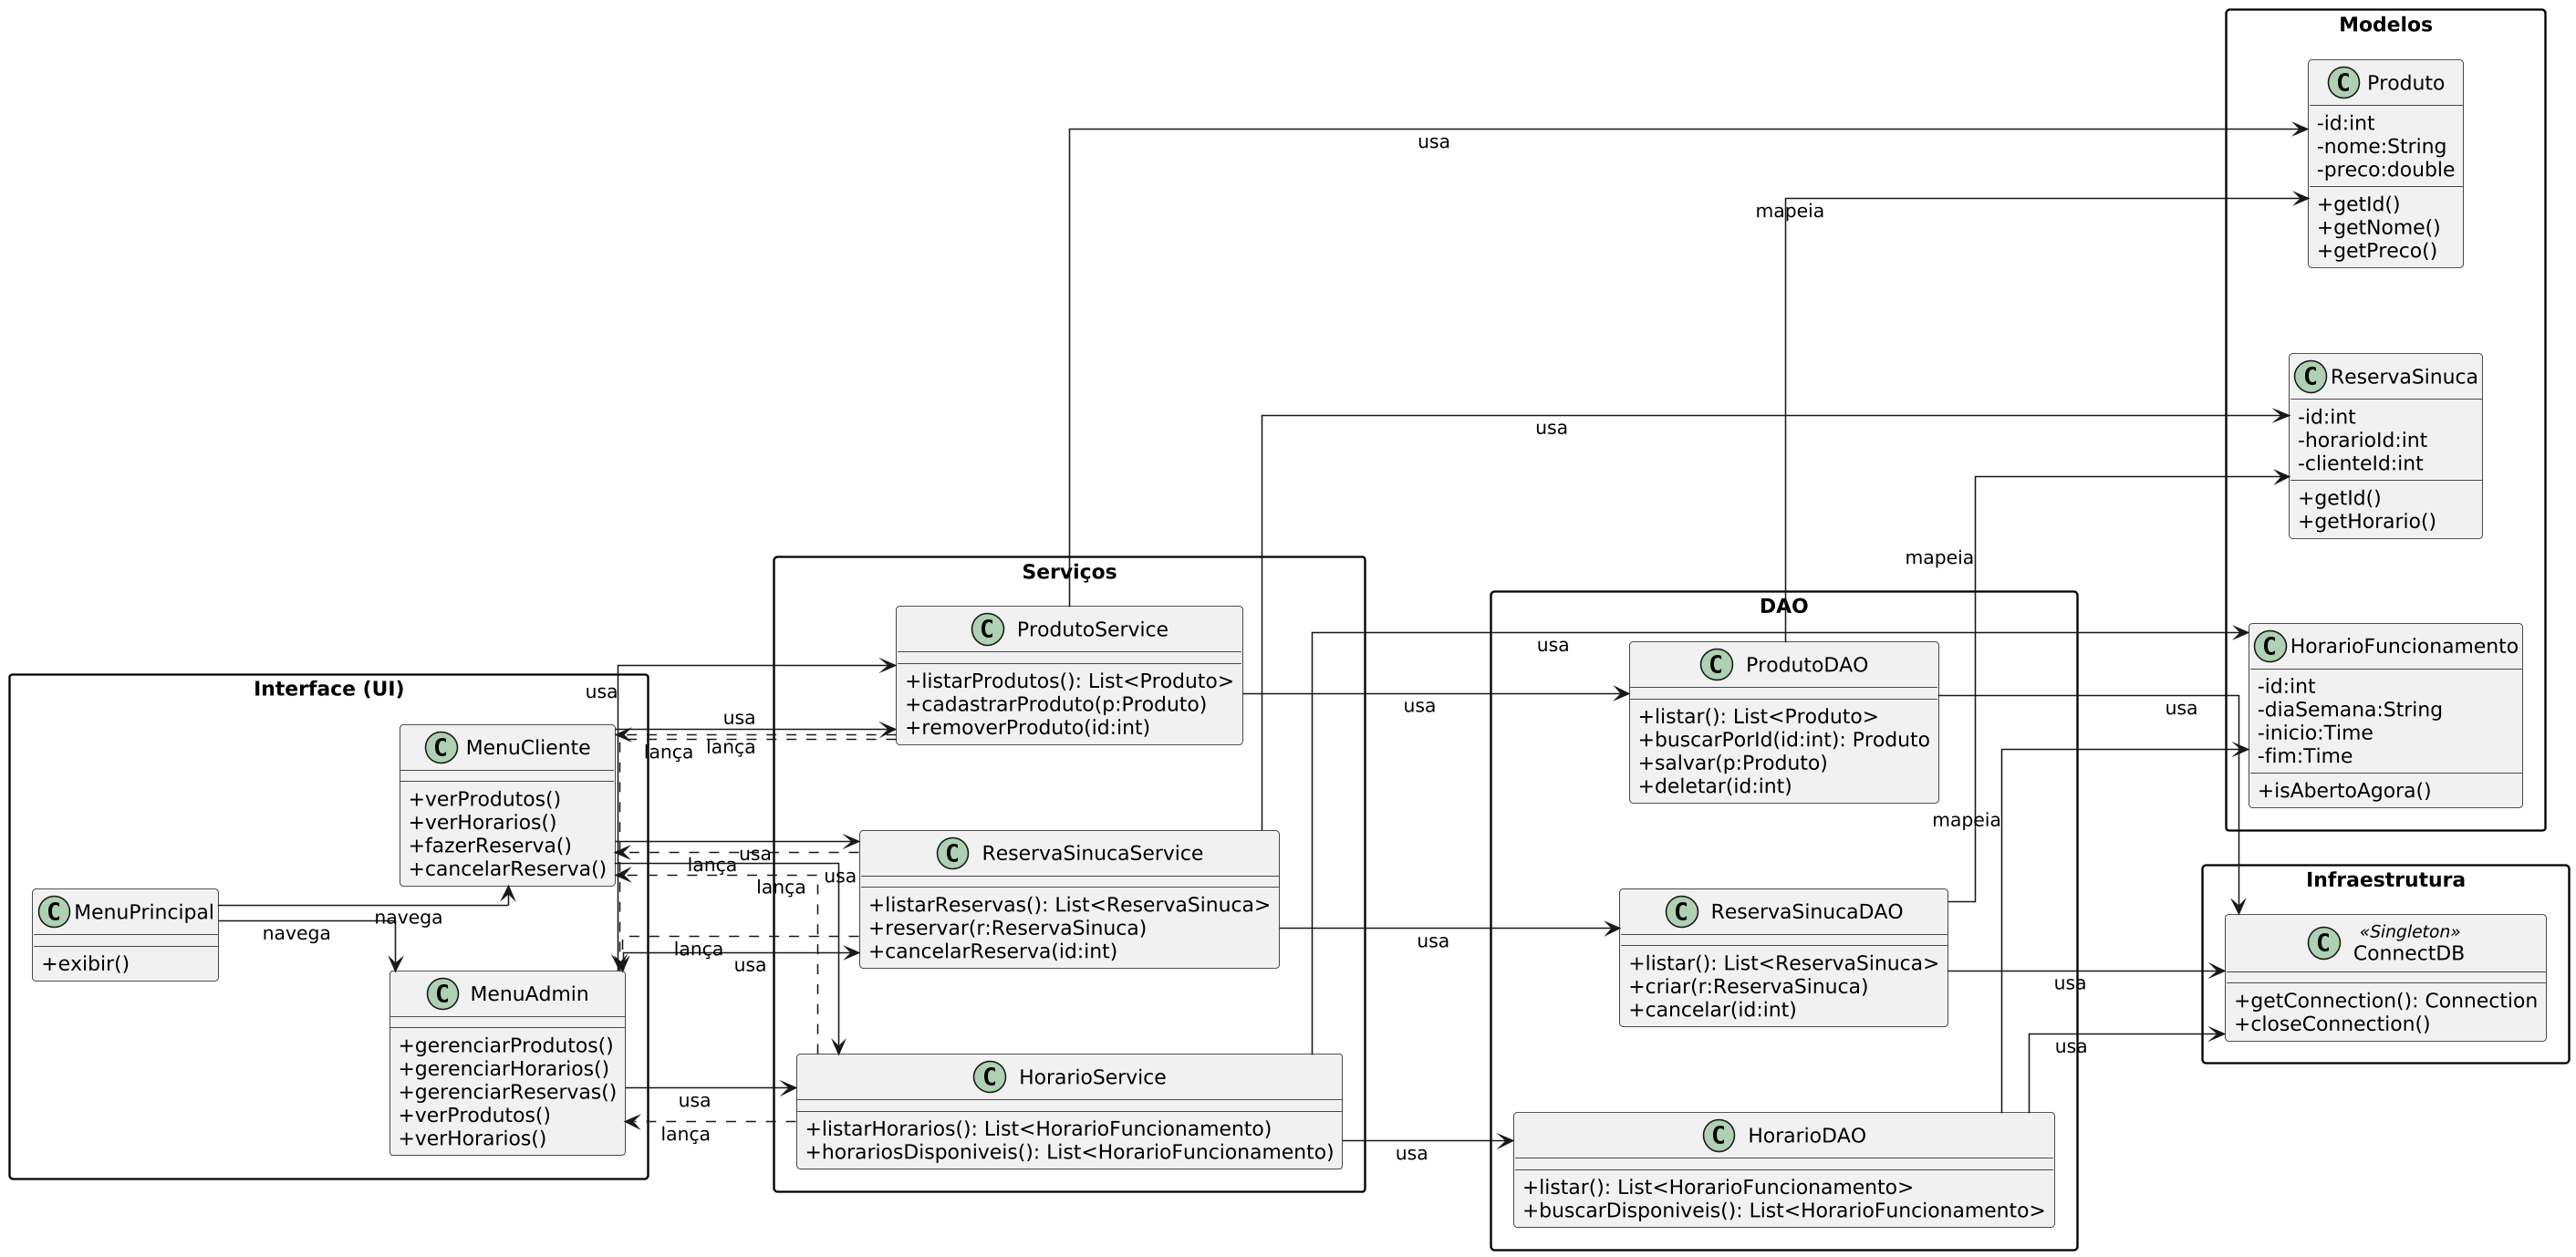 Modelos
C Produto
-id:int
-nome:String
-preco:double
+getId()
+getNome()
+getPreco()
usa
mapeia
C ReservaSinuca
-id:int
-horarioId:int
-clienteId:int
+getId()
+getHorario()
usa
mapeia
C HorarioFuncionamento
-id:int
-diaSemana:String
-inicio:Time
-fim:Time
+isAbertoAgora()
usa
mapeia
Serviços
C ProdutoService
+listarProdutos(): List<Produto>
+cadastrarProduto(p:Produto)
+removerProduto(id:int)
usa
C ReservaSinucaService
+listarReservas(): List<ReservaSinuca>
+reservar(r:ReservaSinuca)
+cancelarReserva(id:int)
usa
C HorarioService
+listarHorarios(): List<HorarioFuncionamento)
+horariosDisponiveis(): List<HorarioFuncionamento)
usa
DAO
C ProdutoDAO
+listar(): List<Produto>
+buscarPorId(id:int): Produto
+salvar(p:Produto)
+deletar(id:int)
usa
C ReservaSinucaDAO
+listar(): List<ReservaSinuca>
+criar(r:ReservaSinuca)
+cancelar(id:int)
usa
C HorarioDAO
+listar(): List<HorarioFuncionamento>
+buscarDisponiveis(): List<HorarioFuncionamento>
usa
Interface (UI)
C MenuCliente
+verProdutos()
+verHorarios()
+fazerReserva()
+cancelarReserva()
C MenuPrincipal
+exibir()
navega
navega
C MenuAdmin
+gerenciarProdutos()
+gerenciarHorarios()
+gerenciarReservas()
+verProdutos()
+verHorarios()
usa
usa
lança
lança
usa
lança
usa
lança
lança
usa
usa
lança
Infraestrutura
C «Singleton»
ConnectDB
+getConnection(): Connection
+closeConnection()